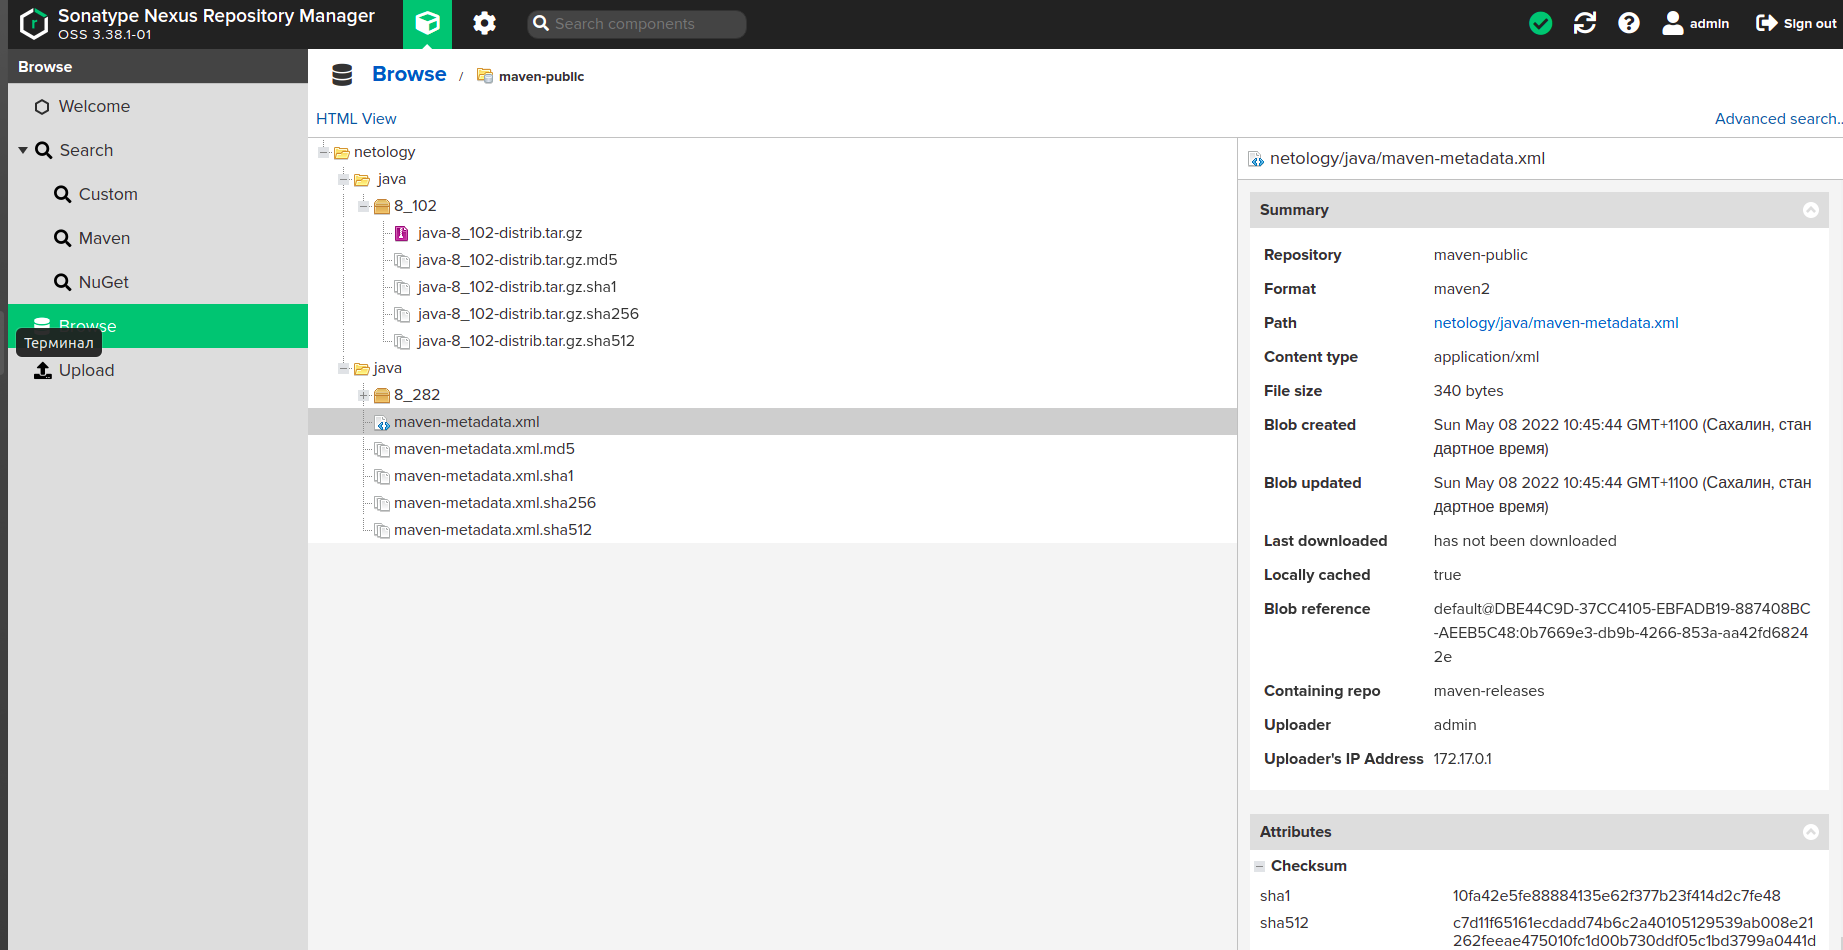 Sonatype Nexus Repository Manager
OSS 3.38.1-01
Search components
admin
Sign out
Browse
Welcome
Search
Custom
Maven
NuGet
Browse
Терминал
Upload
Browse / maven-public
HTML View
Advanced search..
netology
java
8_102
java-8_102-distrib.tar.gz
java-8_102-distrib.tar.gz.md5
java-8_102-distrib.tar.gz.sha1
java-8_102-distrib.tar.gz.sha256
java-8_102-distrib.tar.gz.sha512
java
8_282
maven-metadata.xml
maven-metadata.xml.md5
maven-metadata.xml.sha1
maven-metadata.xml.sha256
maven-metadata.xml.sha512
netology/java/maven-metadata.xml
Summary
Repository maven-public
Format maven2
Path netology/java/maven-metadata.xml
Content type application/xml
File size 340 bytes
Blob created Sun May 08 2022 10:45:44 GMT+1100 (Сахалин, стан
дартное время)
Blob updated Sun May 08 2022 10:45:44 GMT+1100 (Сахалин, стан
дартное время)
Last downloaded has not been downloaded
Locally cached true
Blob reference default@DBE44C9D-37CC4105-EBFADB19-887408BC
-AEEB5C48:0b7669e3-db9b-4266-853a-aa42fd6824
2e
Containing repo maven-releases
Uploader admin
Uploader's IP Address 172.17.0.1
Attributes
Checksum
sha1 10fa42e5fe88884135e62f377b23f414d2c7fe48
sha512 c7d11f65161ecdadd74b6c2a40105129539ab008e21
262feeae475010fc1d00b730ddf05c1bd3799a0441d